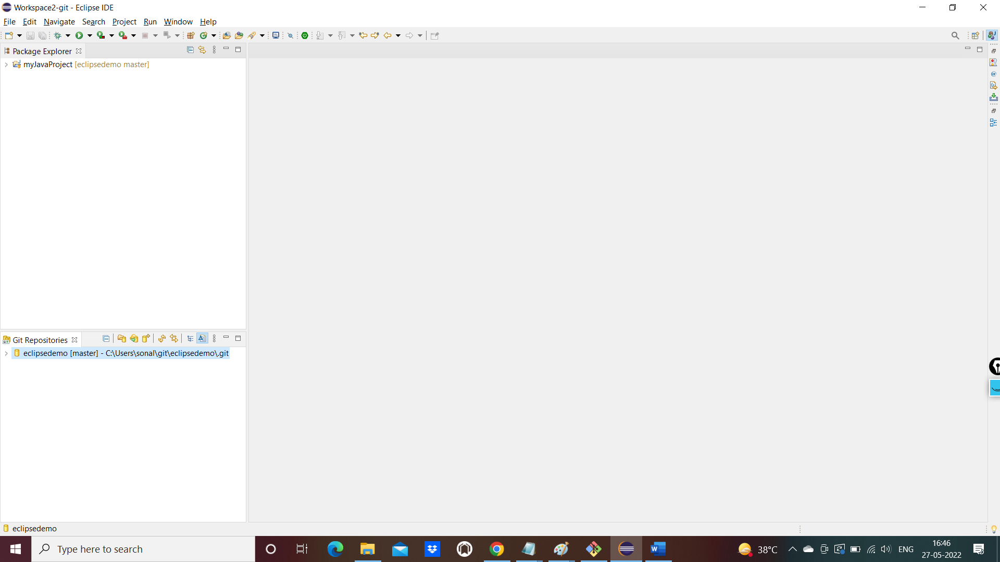 Workspace2-git - Eclipse IDE
File Edit Navigate Search Project Run Window Help
Package Explorer
myJavaProject [eclipsedemo master]
Git Repositories
eclipsedemo [master] - C:\Users\sonal\git\eclipsedemo\.git
eclipsedemo
Type here to search
38°C
ENG
16:46
27-05-2022